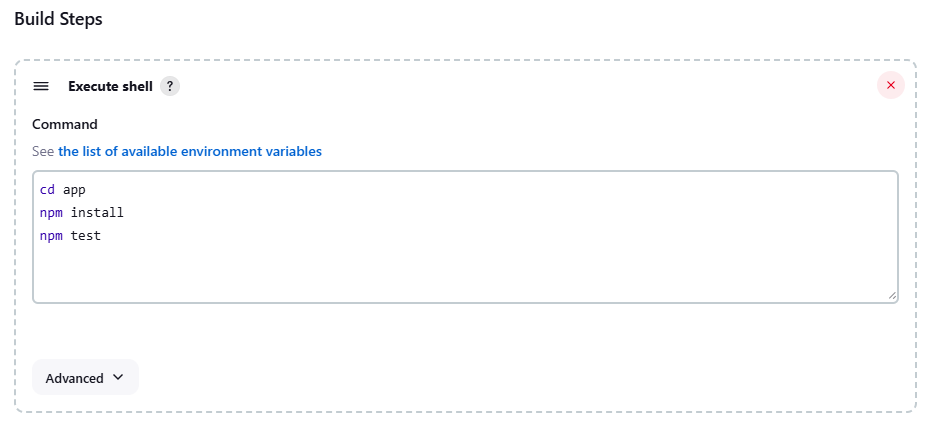 Build Steps
Execute shell ?
Command
See the list of available environment variables
cd app
npm install
npm test
Advanced